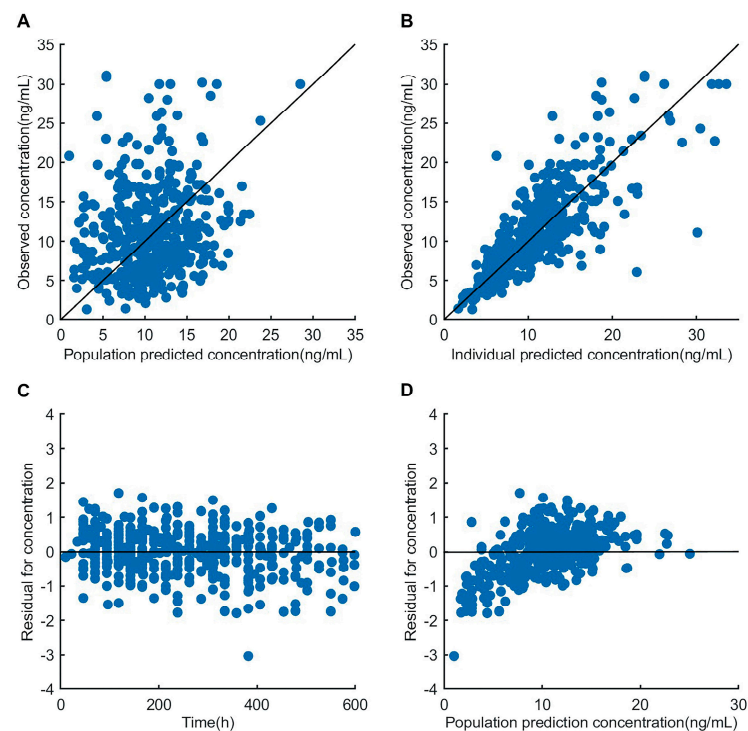 A
B
35
30
25
20
15
10
5
0
Observed concentration(ng/mL)
0 5 10 15 20 25 30 35
Population predicted concentration(ng/mL)
35
30
25
20
15
10
5
0
Observed concentration(ng/mL)
0 10 20 30
Individual predicted concentration(ng/mL)
C
D
4
3
2
1
0
-1
-2
-3
-4
Residual for concentration
0 200 400 600
Time(h)
4
3
2
1
0
-1
-2
-3
-4
Residual for concentration
0 10 20 30
Population prediction concentration(ng/mL)